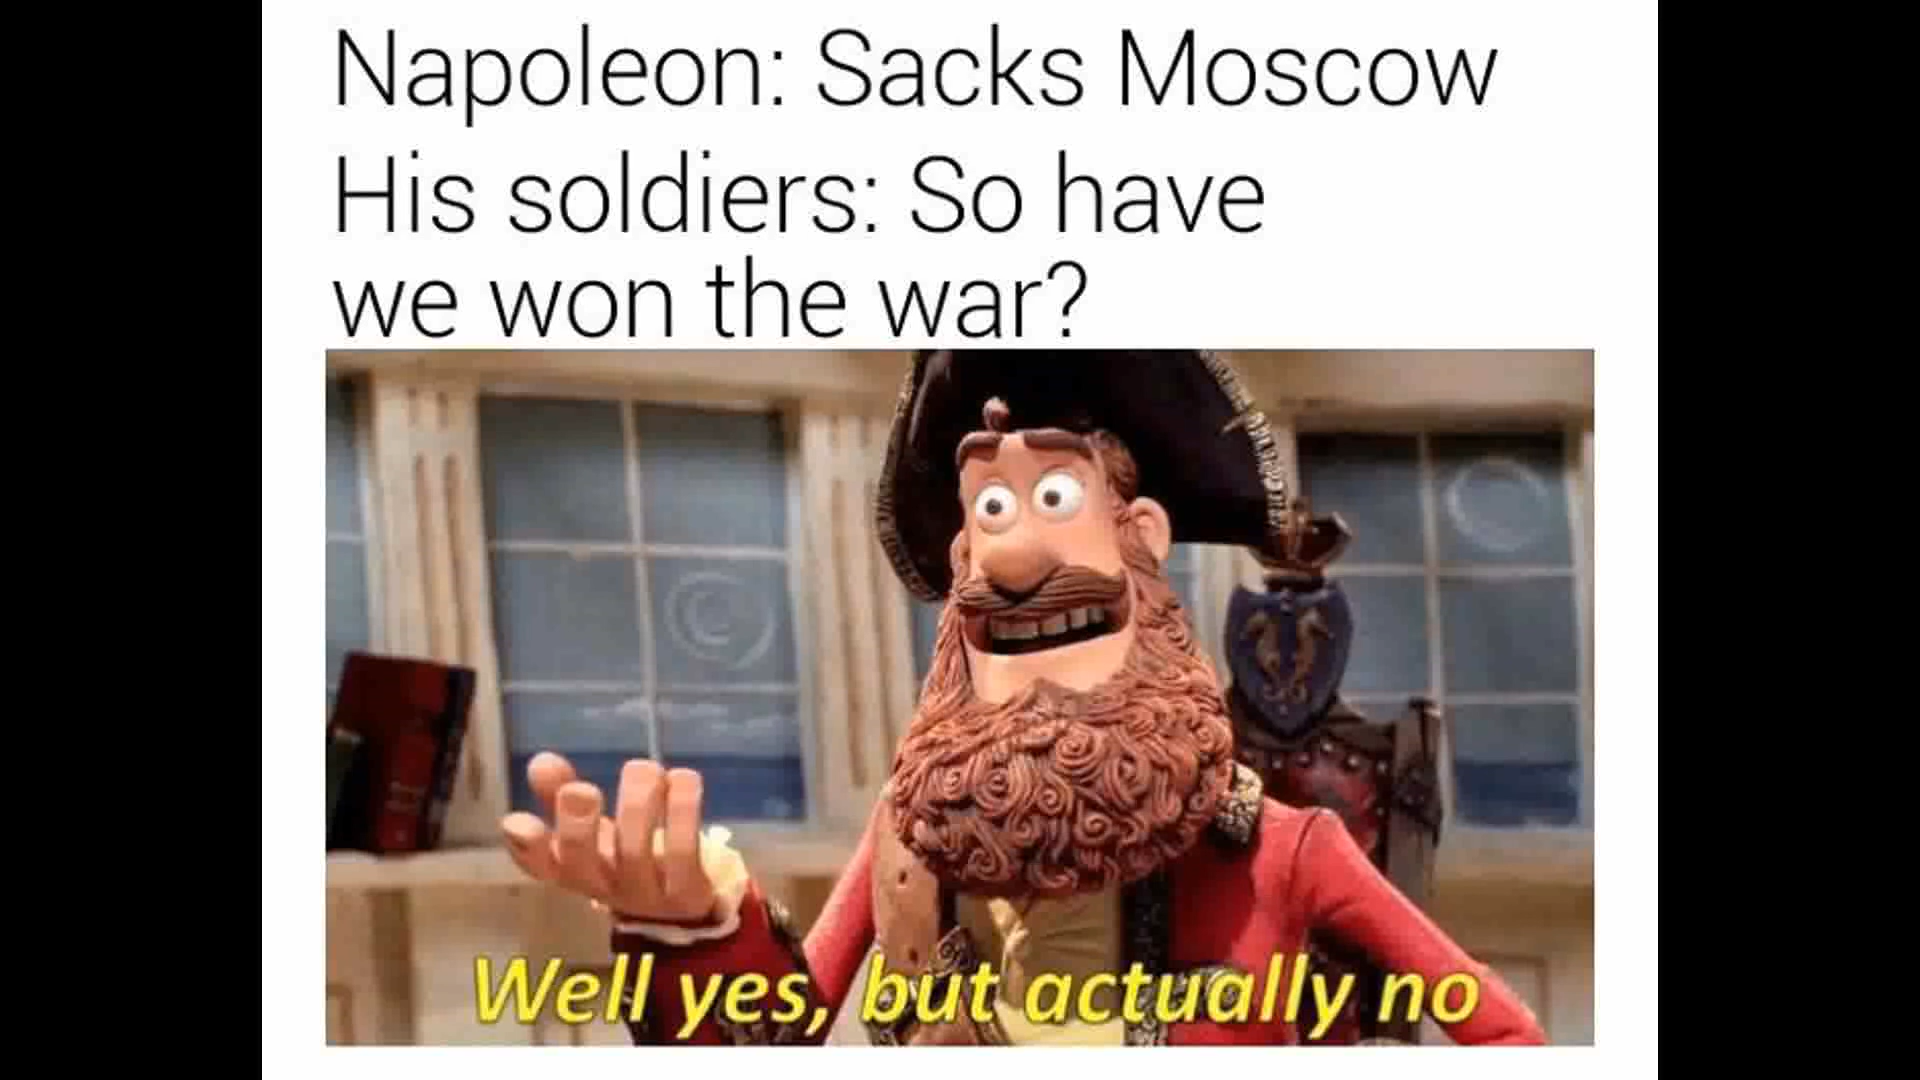 Napoleon: Sacks Moscow
His soldiers: So have
we won the war?
Well yes, but actually no